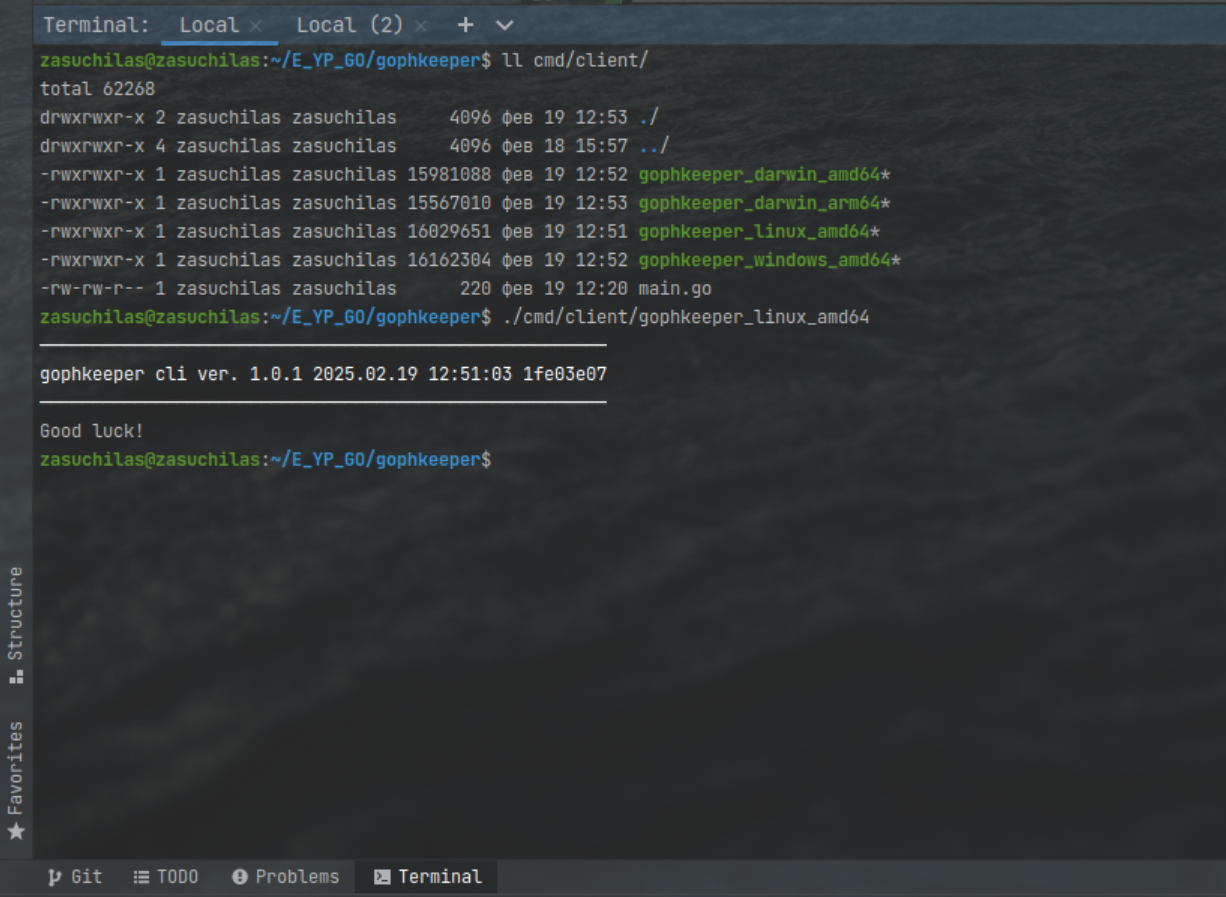 Terminal: Local × Local (2) × +
zasuchilas@zasuchilas:~/E_YP_GO/gophkeeper$ ll cmd/client/
total 62268
drwxrwxr-x 2 zasuchilas zasuchilas     4096 фев 19 12:53 ./
drwxrwxr-x 4 zasuchilas zasuchilas     4096 фев 18 15:57 ../
-rwxrwxr-x 1 zasuchilas zasuchilas 15981088 фев 19 12:52 gophkeeper_darwin_amd64*
-rwxrwxr-x 1 zasuchilas zasuchilas 15567010 фев 19 12:53 gophkeeper_darwin_arm64*
-rwxrwxr-x 1 zasuchilas zasuchilas 16029651 фев 19 12:51 gophkeeper_linux_amd64*
-rwxrwxr-x 1 zasuchilas zasuchilas 16162304 фев 19 12:52 gophkeeper_windows_amd64*
-rw-rw-r-- 1 zasuchilas zasuchilas      220 фев 19 12:20 main.go
zasuchilas@zasuchilas:~/E_YP_GO/gophkeeper$ ./cmd/client/gophkeeper_linux_amd64
gophkeeper cli ver. 1.0.1 2025.02.19 12:51:03 1fe03e07
Good luck!
zasuchilas@zasuchilas:~/E_YP_GO/gophkeeper$
Structure
Favorites
Git TODO Problems Terminal